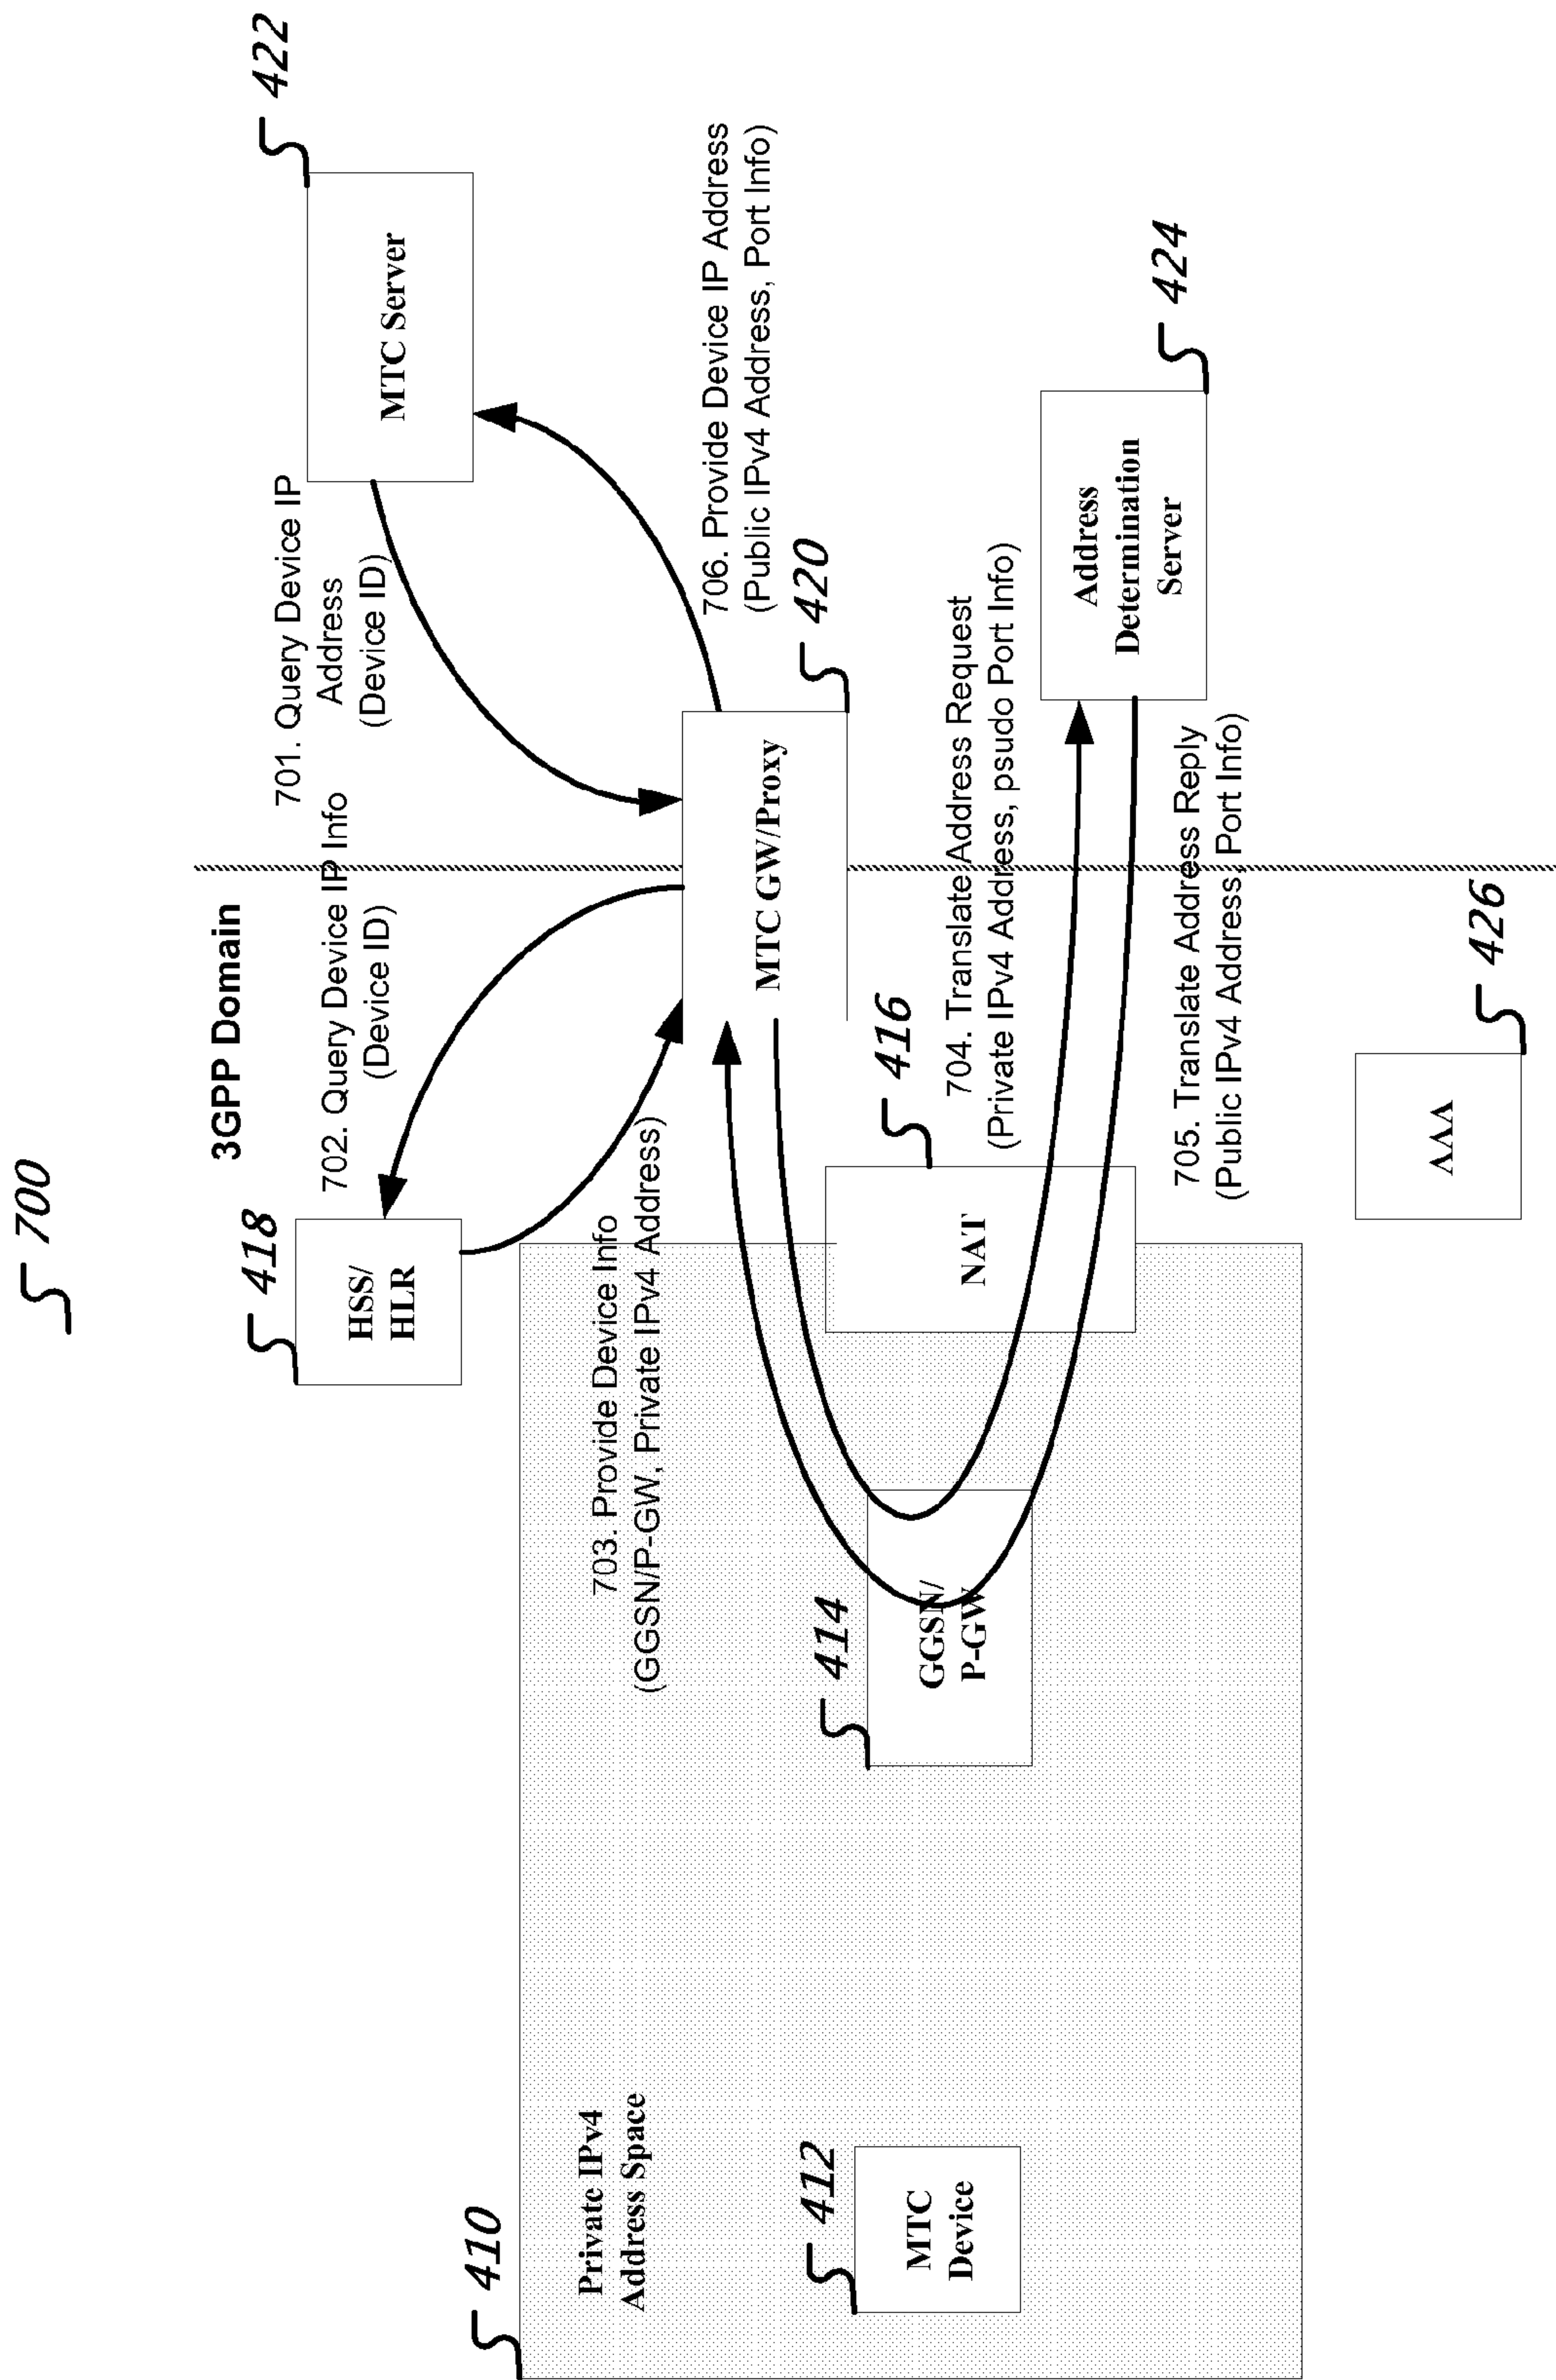 700
3GPP Domain
418
422
HSS/
HLR
702. Query Device IP Info
(Device ID)
701. Query Device IP
Address
(Device ID)
MTC Server
410
Private IPv4
Address Space
703. Provide Device Info
(GGSN/P-GW, Private IPv4 Address)
MTC GW/Proxy
706. Provide Device IP Address
(Public IPv4 Address, Port Info)
420
412
MTC
Device
414
GGSN/
P-GW
416
NAT
704. Translate Address Request
(Private IPv4 Address, psudo Port Info)
Address
Determination
Server
424
705. Translate Address Reply
(Public IPv4 Address, Port Info)
AAA
426